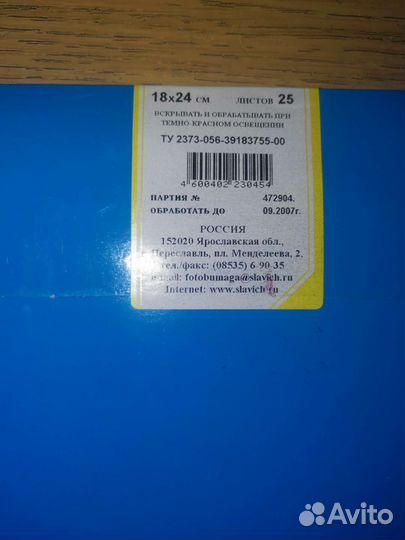 18x24 СМ ЛИСТОВ 25
ВСКРЫВАТЬ И ОБРАБАТЫВАТЬ ПРИ
ТЕМНО-КРАСНОМ ОСВЕЩЕНИИ
ТУ 2373-056-39183755-00
4 600402 230454
ПАРТИЯ № 472904.
ОБРАБОТАТЬ ДО 09.2007г.
РОССИЯ
152020 Ярославская обл.,
г. Переславль, пл. Менделеева, 2,
тел./факс: (08535) 6-90-35
e-mail: fotobumaga@slavich.ru
Internet: www.slavich.ru
Avito